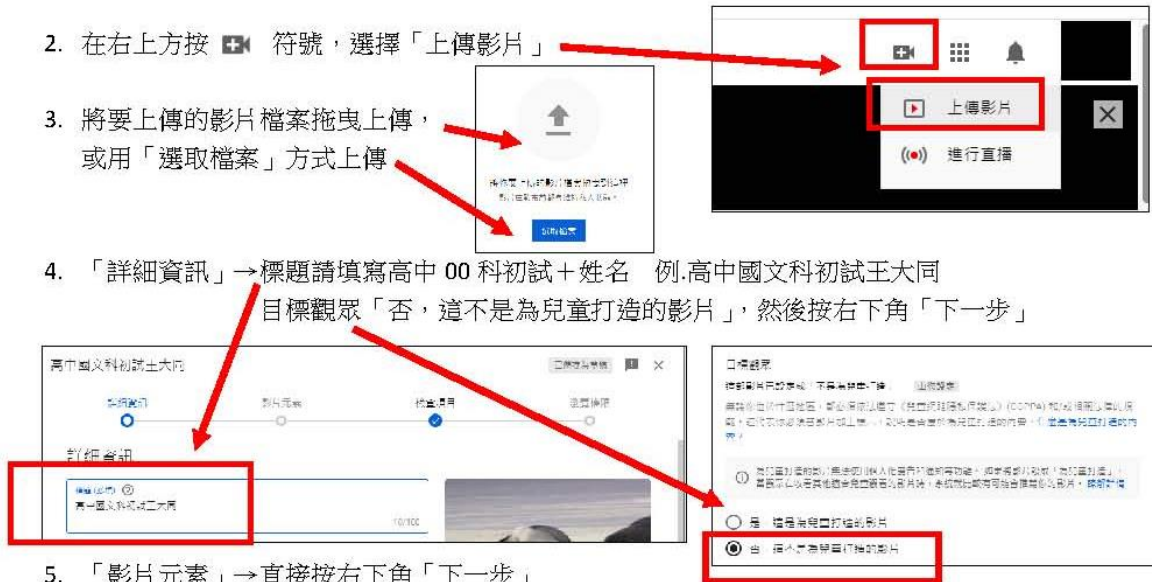 2. 在右上方按 符號，選擇「上傳影片」
上傳影片
進行直播
3. 將要上傳的影片檔案拖曳上傳，
或用「選取檔案」方式上傳
選取檔案
4. 「詳細資訊」→標題請填寫高中 00 科初試＋姓名 例.高中國文科初試王大同
目標觀眾「否，這不是為兒童打造的影片」，然後按右下角「下一步」
高中國文科初試王大同
詳細資訊 影片元素 檢查項目 瀏覽權限
詳細資訊
標題 (必填)
高中國文科初試王大同
10/100
目標觀眾
是，這是為兒童打造的影片
否，這不是為兒童打造的影片
5. 「影片元素」→直接按右下角「下一步」